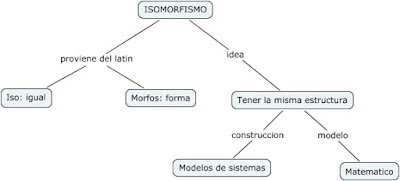 ISOMORFISMO
proviene del latin
idea
Iso: igual
Morfos: forma
Tener la misma estructura
construccion
modelo
Modelos de sistemas
Matematico